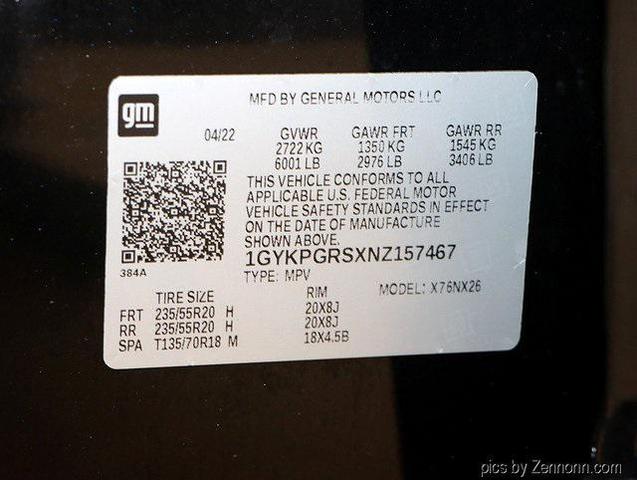 gm
MFD BY GENERAL MOTORS LLC
04/22 GVWR GAWR FRT GAWR RR
2722 KG 1350 KG 1545 KG
6001 LB 2976 LB 3406 LB
THIS VEHICLE CONFORMS TO ALL
APPLICABLE U.S. FEDERAL MOTOR
VEHICLE SAFETY STANDARDS IN EFFECT
ON THE DATE OF MANUFACTURE
SHOWN ABOVE.
1GYKPGRSXNZ157467
384A
TYPE: MPV
MODEL: X76NX26
TIRE SIZE RIM
FRT 235/55R20 H 20X8J
RR 235/55R20 H 20X8J
SPA T135/70R18 M 18X4.5B
pics by Zennonn.com